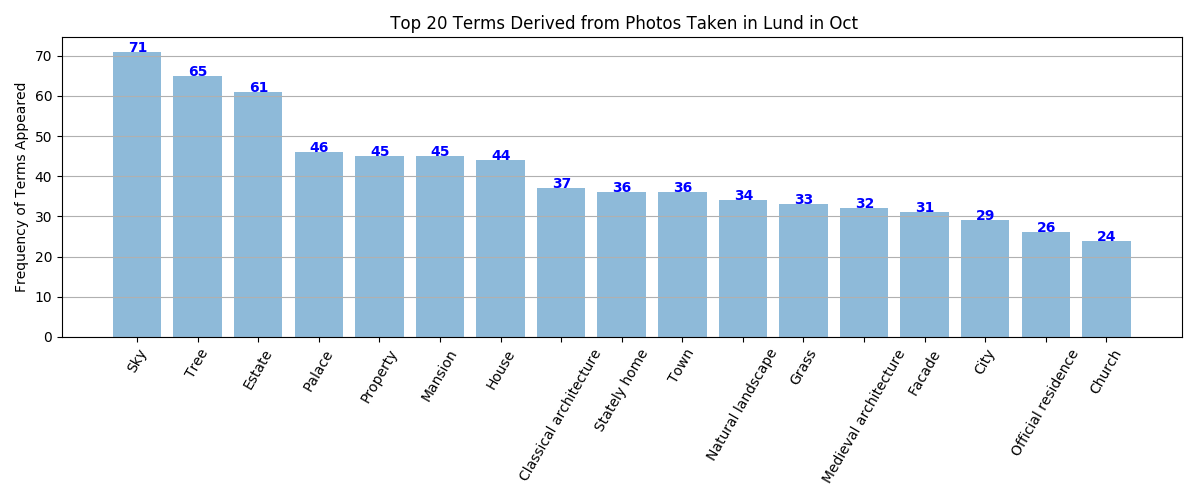 Top 20 Terms Derived from Photos Taken in Lund in Oct
Frequency of Terms Appeared
70
60
50
40
30
20
10
0
71
65
61
46
45
45
44
37
36
36
34
33
32
31
29
26
24
Sky
Tree
Estate
Palace
Property
Mansion
House
Classical architecture
Stately home
Town
Natural landscape
Grass
Medieval architecture
Facade
City
Official residence
Church